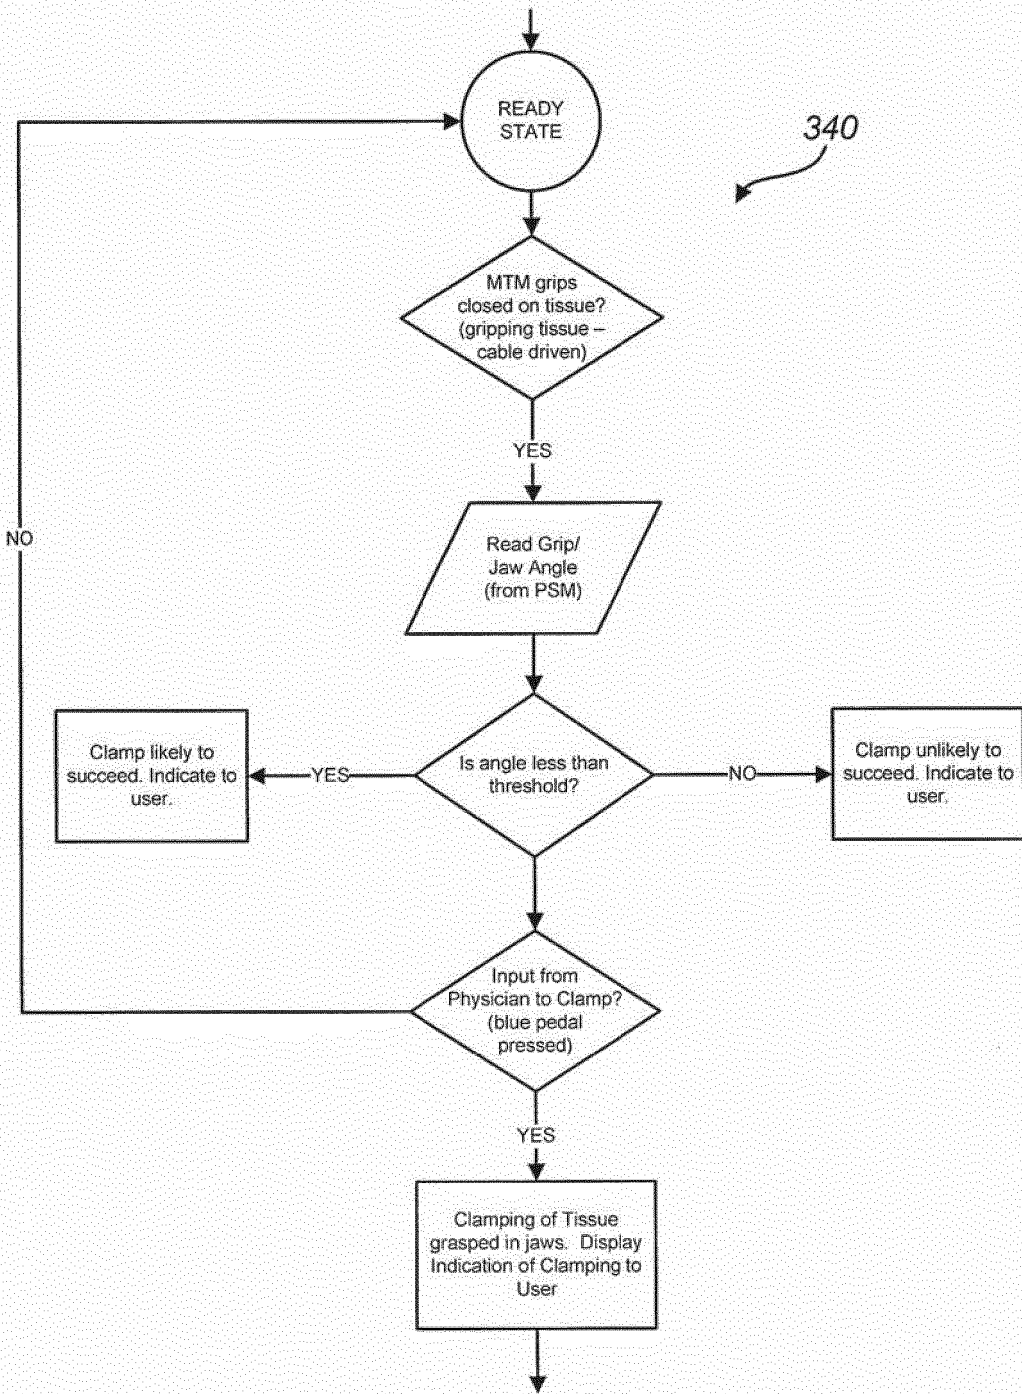 READY
STATE
340
MTM grips
closed on tissue?
(gripping tissue –
cable driven)
YES
NO
Read Grip/
Jaw Angle
(from PSM)
Clamp likely to
succeed. Indicate to
user.
YES
Is angle less than
threshold?
NO
Clamp unlikely to
succeed. Indicate to
user.
Input from
Physician to Clamp?
(blue pedal
pressed)
YES
Clamping of Tissue
grasped in jaws.  Display
Indication of Clamping to
User